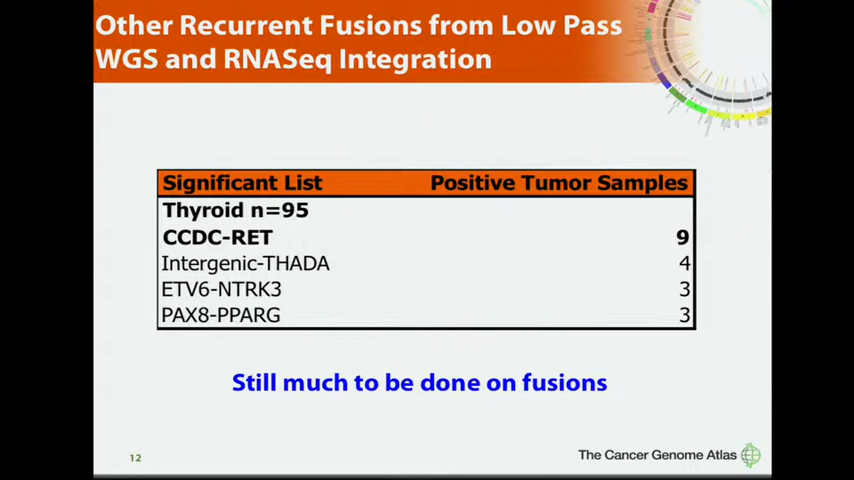 Other Recurrent Fusions from Low Pass
WGS and RNASeq Integration
Significant List Positive Tumor Samples
Thyroid n=95
CCDC-RET 9
Intergenic-THADA 4
ETV6-NTRK3 3
PAX8-PPARG 3
Still much to be done on fusions
12 The Cancer Genome Atlas